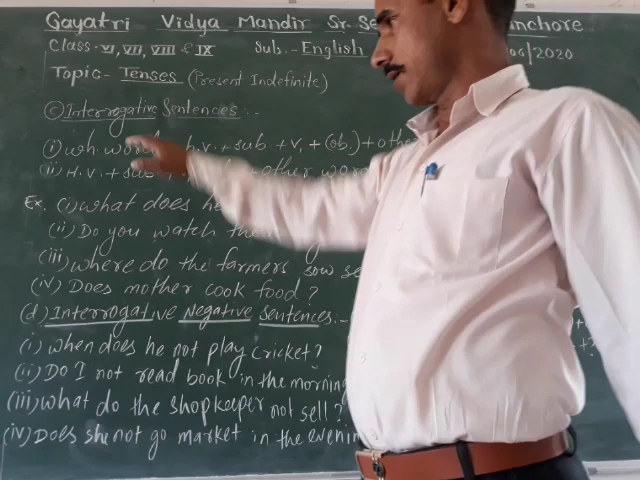 Gayatri Vidya Mandir Sr. Se
Class - VI, VII, VIII & IX Sub. - English /2020
Topic - Tenses (Present Indefinite)
(c) Interrogative Sentences :-
(i) wh. word h.v. + sub. + V, + (ob.) + othe
(ii) H.V. + sub other wor
Ex. (i) what does he
(ii) Do you watch the
(iii) where do the farmers sow se
(iv) Does mother cook food?
(d) Interrogative Negative Sentences :-
(i) when does he not play cricket?
(ii) Do I not read book in the morning
(iii) what do the shopkeeper not sell?
(iv) Does she not go market in the evenin